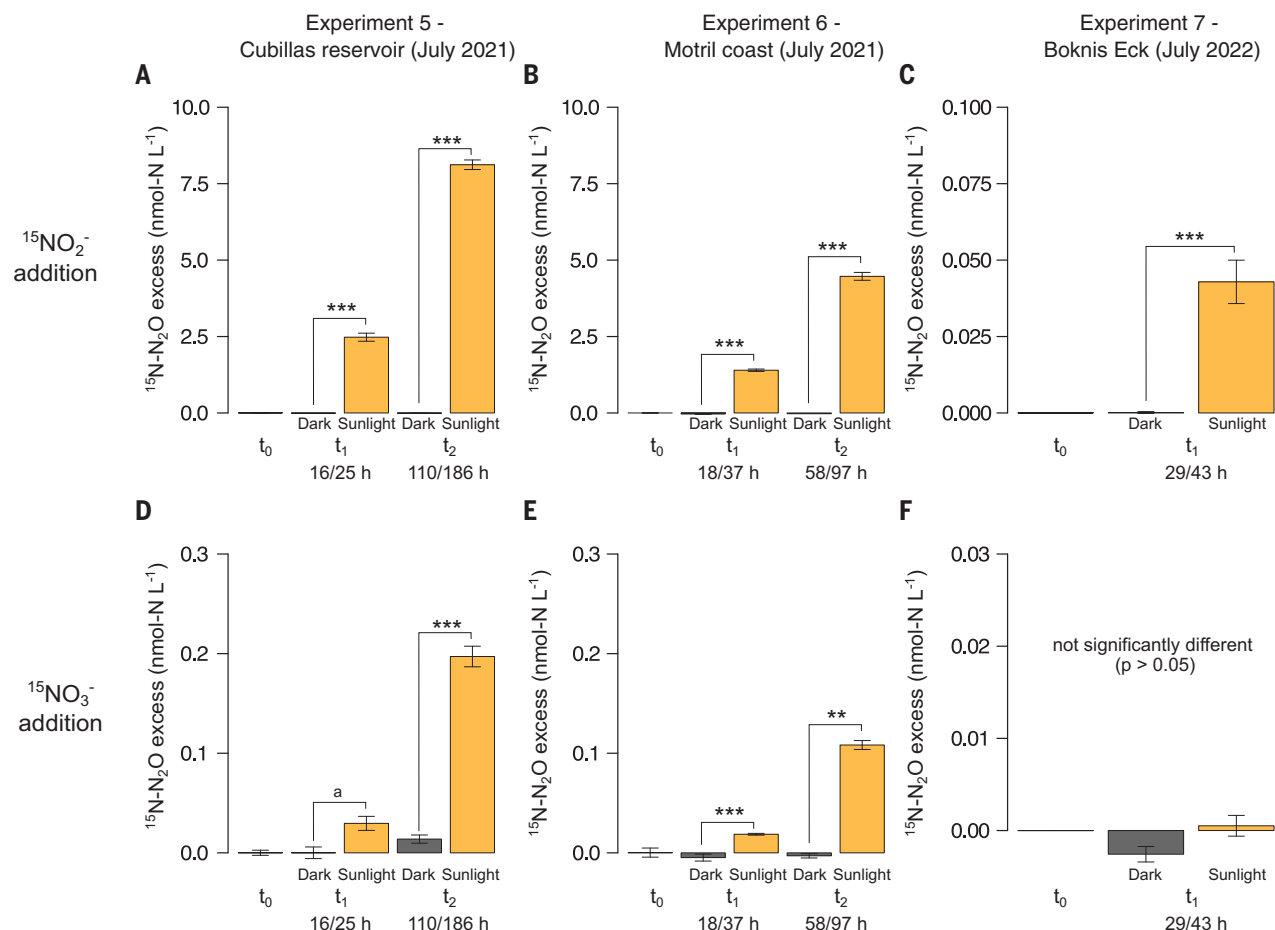 Experiment 5 -
Cubillas reservoir (July 2021)
Experiment 6 -
Motril coast (July 2021)
Experiment 7 -
Boknis Eck (July 2022)
¹⁵NO₂⁻
addition
A
¹⁵N-N₂O excess (nmol-N L⁻¹)
10.0
7.5
5.0
2.5
0.0
***
***
Dark Sunlight Dark Sunlight
t₀ t₁ t₂
16/25 h 110/186 h
B
¹⁵N-N₂O excess (nmol-N L⁻¹)
10.0
7.5
5.0
2.5
0.0
***
***
Dark Sunlight Dark Sunlight
t₀ t₁ t₂
18/37 h 58/97 h
C
¹⁵N-N₂O excess (nmol-N L⁻¹)
0.100
0.075
0.050
0.025
0.000
***
Dark Sunlight
t₀ t₁
29/43 h
¹⁵NO₃⁻
addition
D
¹⁵N-N₂O excess (nmol-N L⁻¹)
0.3
0.2
0.1
0.0
a
***
Dark Sunlight Dark Sunlight
t₀ t₁ t₂
16/25 h 110/186 h
E
¹⁵N-N₂O excess (nmol-N L⁻¹)
0.3
0.2
0.1
0.0
***
**
Dark Sunlight Dark Sunlight
t₀ t₁ t₂
18/37 h 58/97 h
F
¹⁵N-N₂O excess (nmol-N L⁻¹)
0.03
0.02
0.01
0.00
not significantly different
(p > 0.05)
Dark Sunlight
t₀ t₁
29/43 h